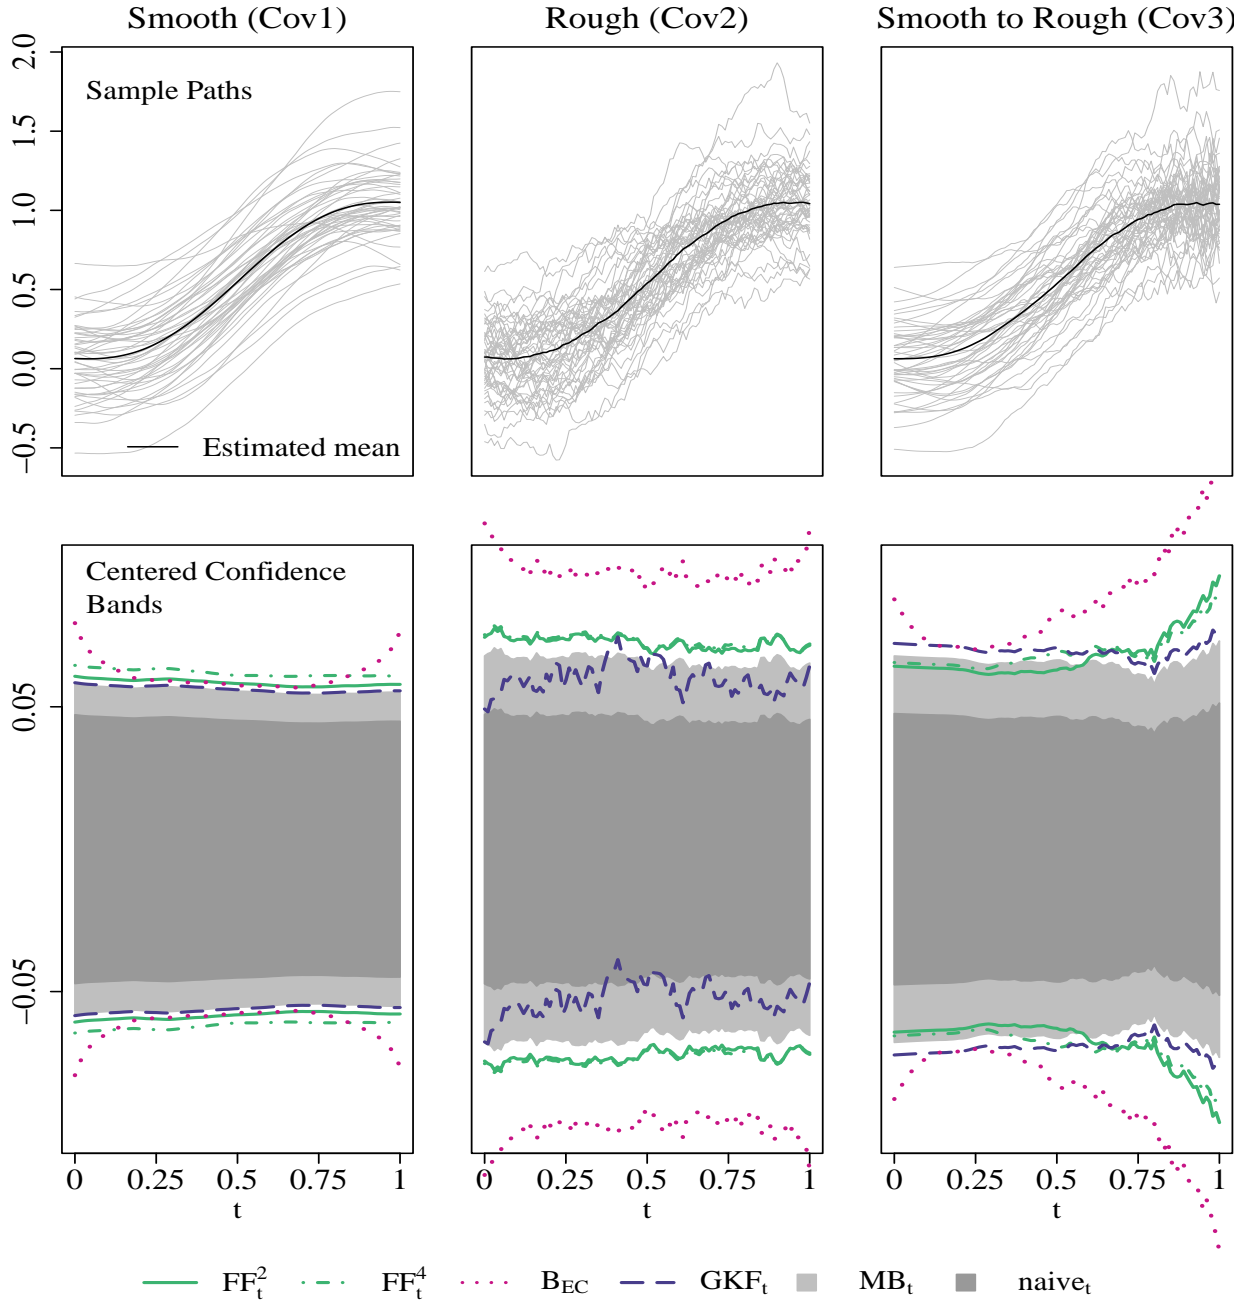 Smooth (Cov1)
Rough (Cov2)
Smooth to Rough (Cov3)
Sample Paths
2.0
1.5
1.0
0.5
0.0
−0.5
Estimated mean
Centered Confidence
Bands
0.05
−0.05
0 0.25 0.5 0.75 1
t
0 0.25 0.5 0.75 1
t
0 0.25 0.5 0.75 1
t
FF²ₜ FF⁴ₜ B_EC GKFₜ MBₜ naiveₜ